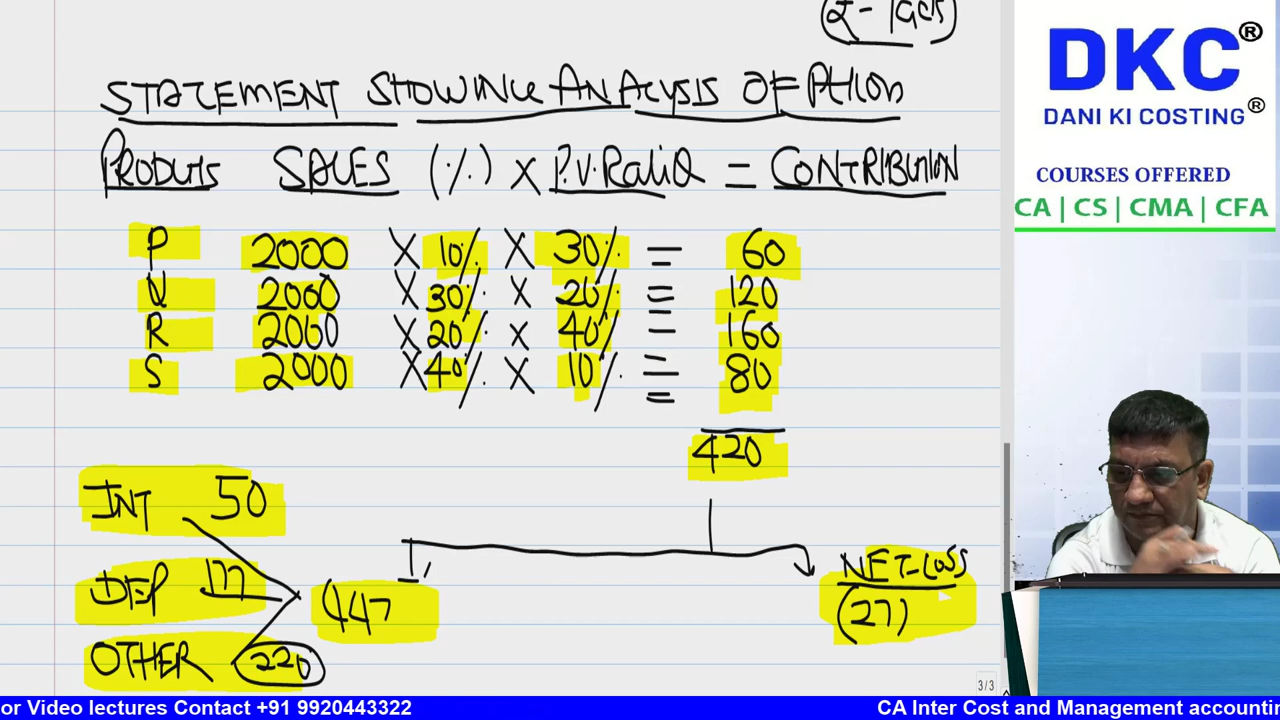 (₹ - lacs)
STATEMENT SHOWING ANALYSIS OF
PRODUCTS SALES (%) X P.V.Ratio = CONTRIBUTION
P 2000 X 10% X 30% = 60
Q 2000 X 30% X 20% = 120
R 2000 X 20% X 40% = 160
S 2000 X 40% X 10% = 80
420
INT 50
DEP 177
OTHER 220
(447
NET-LOSS
(27)
3/3
DKC®
DANI KI COSTING®
COURSES OFFERED
CA | CS | CMA | CFA
or Video lectures Contact +91 9920443322
CA Inter Cost and Management accountin